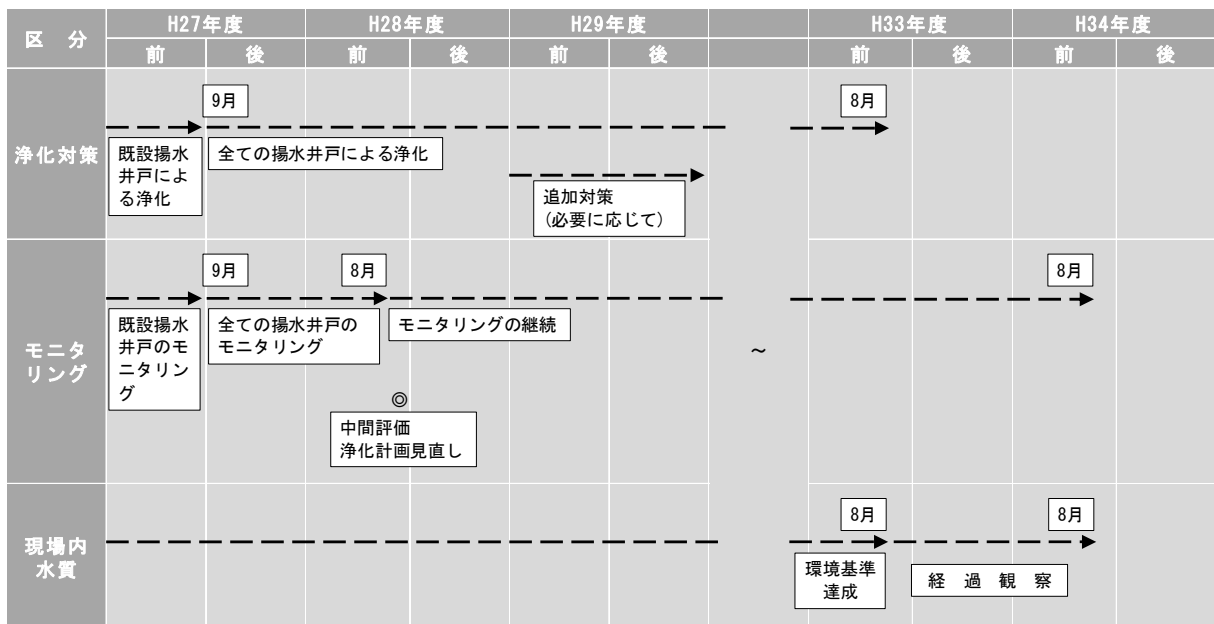 区　分
H27年度
H28年度
H29年度
H33年度
H34年度
前
後
前
後
前
後
前
後
前
後
浄化対策
9月
8月
既設揚水
井戸によ
る浄化
全ての揚水井戸による浄化
追加対策
(必要に応じて)
モニタ
リング
9月
8月
8月
既設揚水
井戸のモ
ニタリン
グ
全ての揚水井戸の
モニタリング
モニタリングの継続
～
◎
中間評価
浄化計画見直し
現場内
水質
8月
8月
環境基準
達成
経　過　観　察